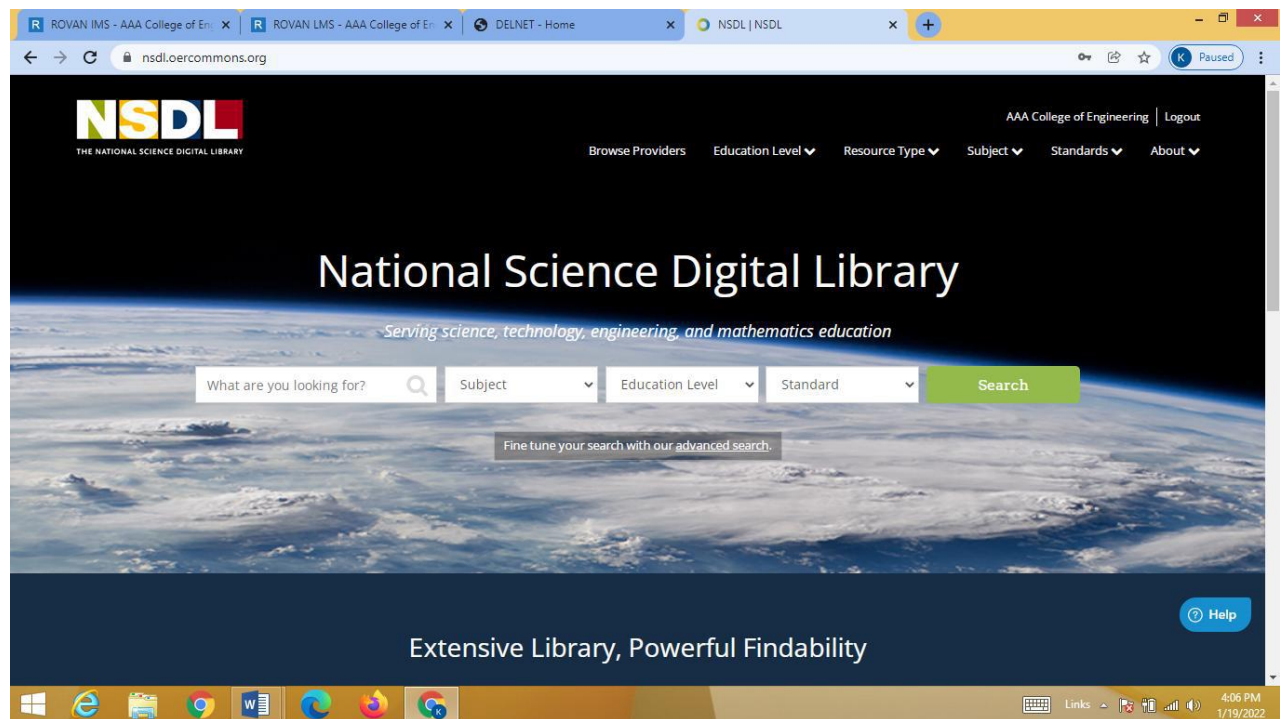 R ROVAN IMS - AAA College of Eng
R ROVAN LMS - AAA College of En
DELNET - Home
NSDL | NSDL
nsdl.oercommons.org
K Paused
NSDL
THE NATIONAL SCIENCE DIGITAL LIBRARY
AAA College of Engineering | Logout
Browse Providers Education Level Resource Type Subject Standards About
National Science Digital Library
Serving science, technology, engineering, and mathematics education
What are you looking for? Subject Education Level Standard Search
Fine tune your search with our advanced search.
? Help
Extensive Library, Powerful Findability
Links
4:06 PM
1/19/2022